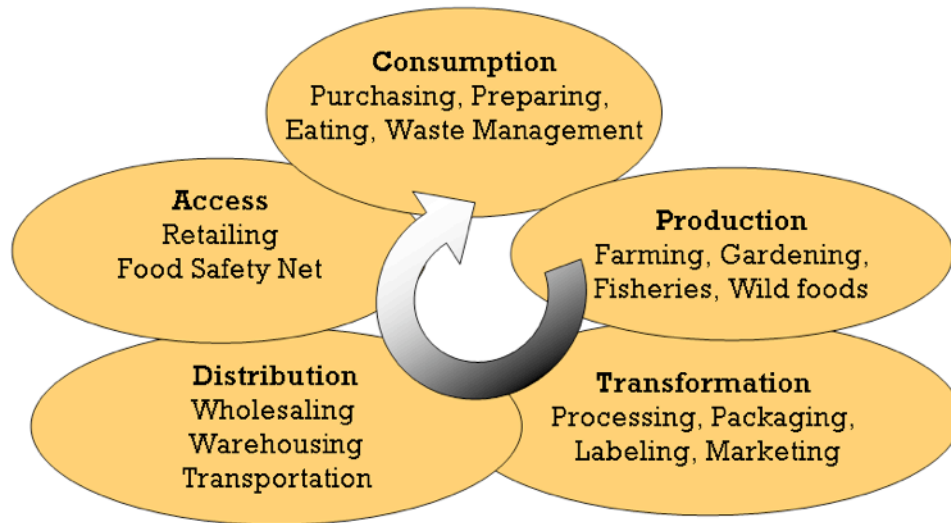 Consumption
Purchasing, Preparing,
Eating, Waste Management
Access
Retailing
Food Safety Net
Production
Farming, Gardening,
Fisheries, Wild foods
Distribution
Wholesaling
Warehousing
Transportation
Transformation
Processing, Packaging,
Labeling, Marketing